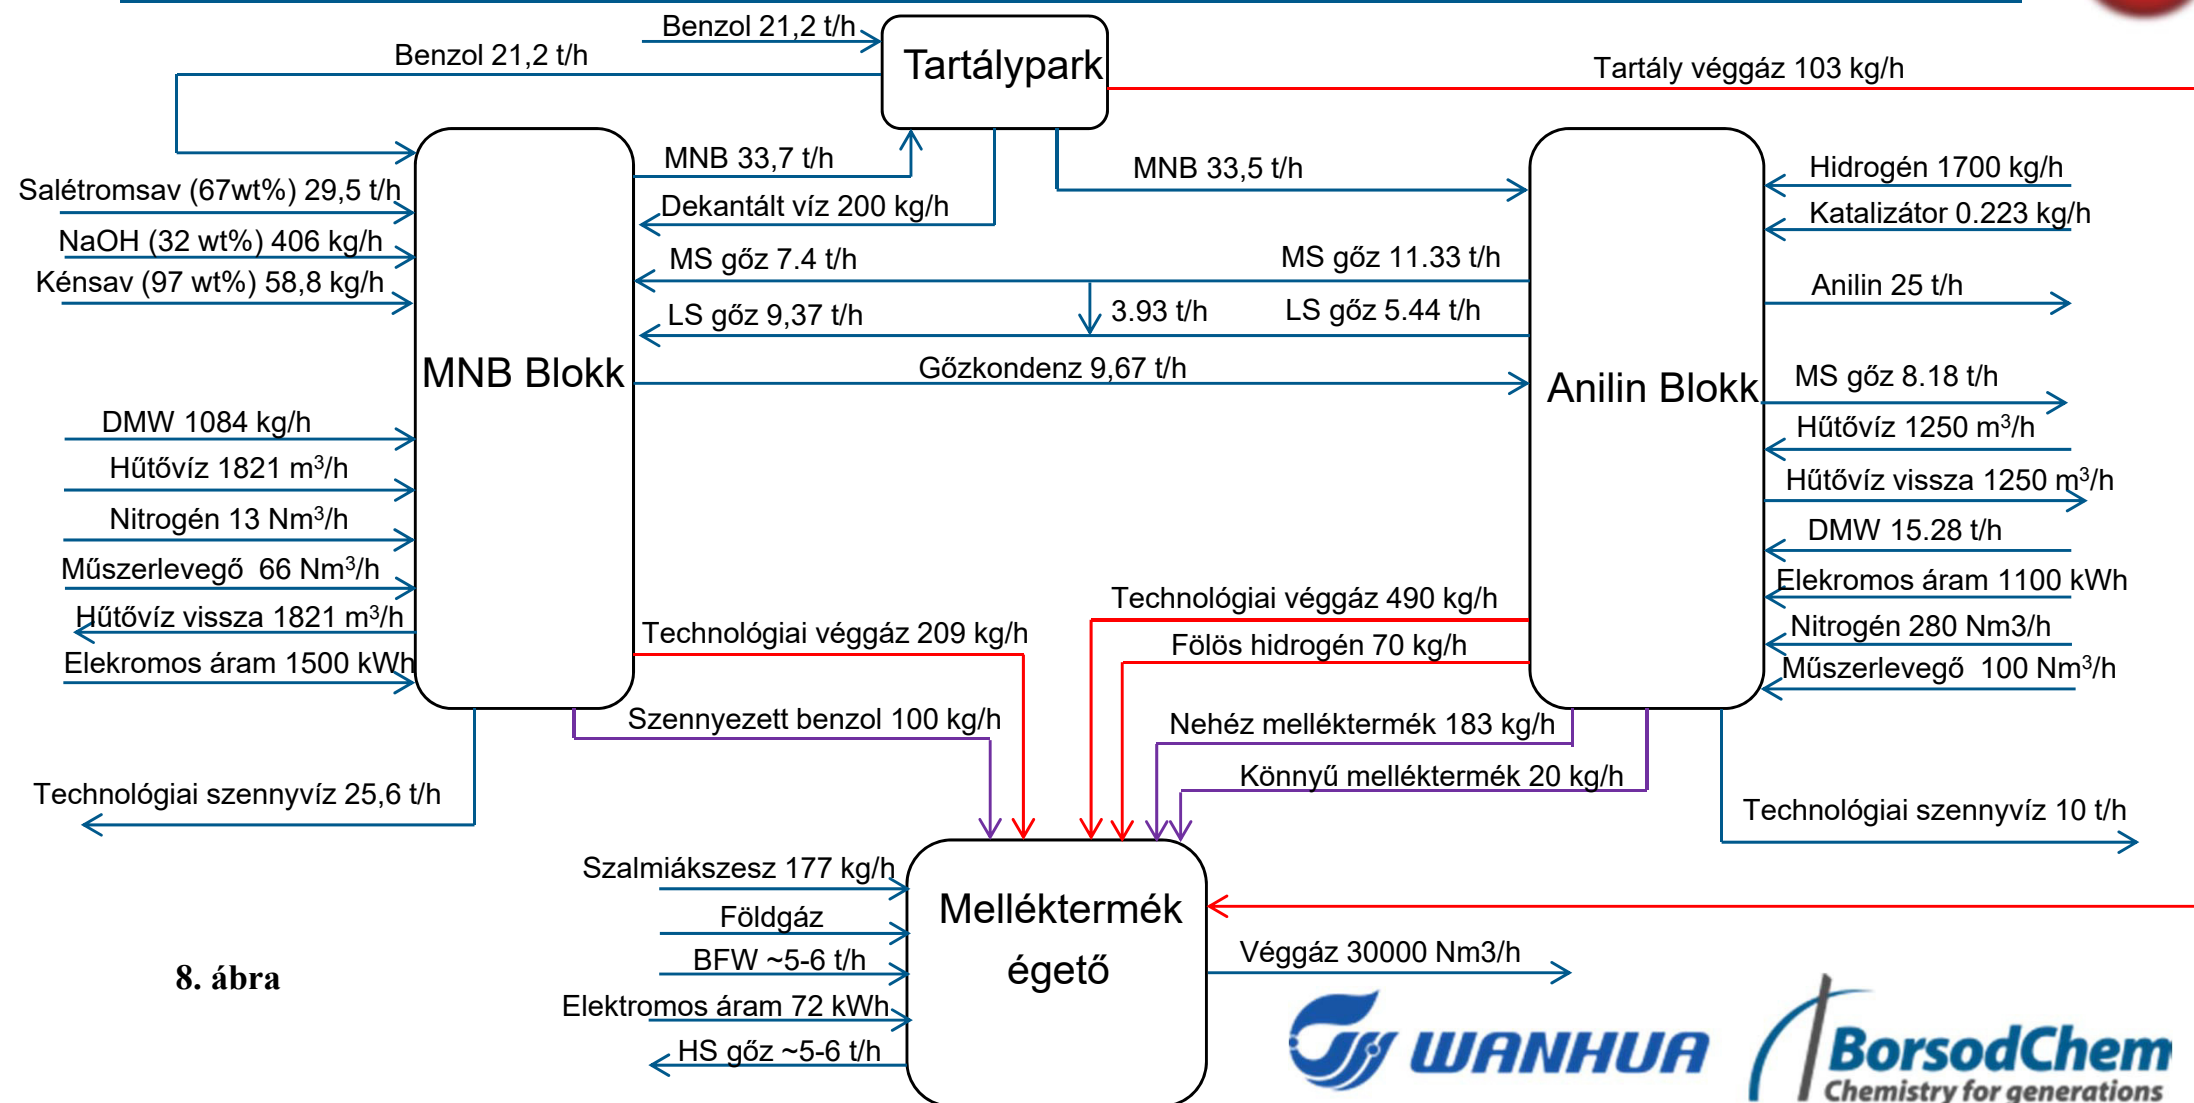 Benzol 21,2 t/h
Benzol 21,2 t/h
Tartálypark
Tartály véggáz 103 kg/h
MNB 33,7 t/h
MNB 33,5 t/h
Hidrogén 1700 kg/h
Salétromsav (67wt%) 29,5 t/h
Dekantált víz 200 kg/h
Katalizátor 0.223 kg/h
NaOH (32 wt%) 406 kg/h
MS gőz 7.4 t/h
MS gőz 11.33 t/h
Kénsav (97 wt%) 58,8 kg/h
Anilin 25 t/h
LS gőz 9,37 t/h
3.93 t/h
LS gőz 5.44 t/h
MNB Blokk
Gőzkondenz 9,67 t/h
Anilin Blokk
MS gőz 8.18 t/h
DMW 1084 kg/h
Hűtővíz 1250 m³/h
Hűtővíz 1821 m³/h
Hűtővíz vissza 1250 m³/h
Nitrogén 13 Nm³/h
DMW 15.28 t/h
Műszerlevegő 66 Nm³/h
Elekromos áram 1100 kWh
Technológiai véggáz 490 kg/h
Hűtővíz vissza 1821 m³/h
Nitrogén 280 Nm3/h
Technológiai véggáz 209 kg/h
Fölös hidrogén 70 kg/h
Elekromos áram 1500 kWh
Műszerlevegő 100 Nm³/h
Szennyezett benzol 100 kg/h
Nehéz melléktermék 183 kg/h
Könnyű melléktermék 20 kg/h
Technológiai szennyvíz 25,6 t/h
Technológiai szennyvíz 10 t/h
Szalmiákszesz 177 kg/h
Melléktermék
égető
Földgáz
BFW ~5-6 t/h
Véggáz 30000 Nm3/h
8. ábra
Elektromos áram 72 kWh
HS gőz ~5-6 t/h
WANHUA
BorsodChem
Chemistry for generations